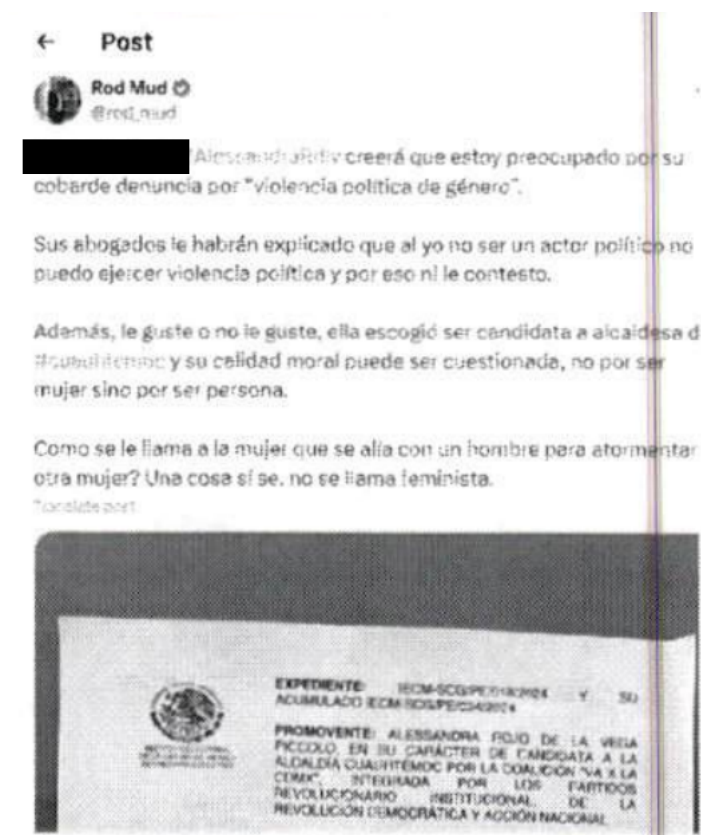 Post
Rod Mud
@rod_mud
creerá que estoy preocupado por su
cobarde denuncia por "violencia política de género".
Sus abogados le habrán explicado que al yo no ser un actor político no
puedo ejercer violencia política y por eso ni le contesto.
Además, le guste o no le guste, ella escogió ser candidata a alcaldesa d
#cuauhtemoc y su calidad moral puede ser cuestionada, no por ser
mujer sino por ser persona.
Como se le llama a la mujer que se alía con un hombre para atormentar
otra mujer? Una cosa sí se, no se llama feminista.
Translate post
EXPEDIENTE: Y SU
ACUMULADO
PROMOVENTE: ALESSANDRA ROJO DE LA VEGA
PICCOLO, EN SU CARÁCTER DE CANDIDATA A LA
ALCALDÍA CUAUHTÉMOC POR LA COALICIÓN "VA X LA
CDMX", INTEGRADA POR LOS PARTIDOS
REVOLUCIONARIO INSTITUCIONAL, DE LA
REVOLUCIÓN DEMOCRÁTICA Y ACCIÓN NACIONAL